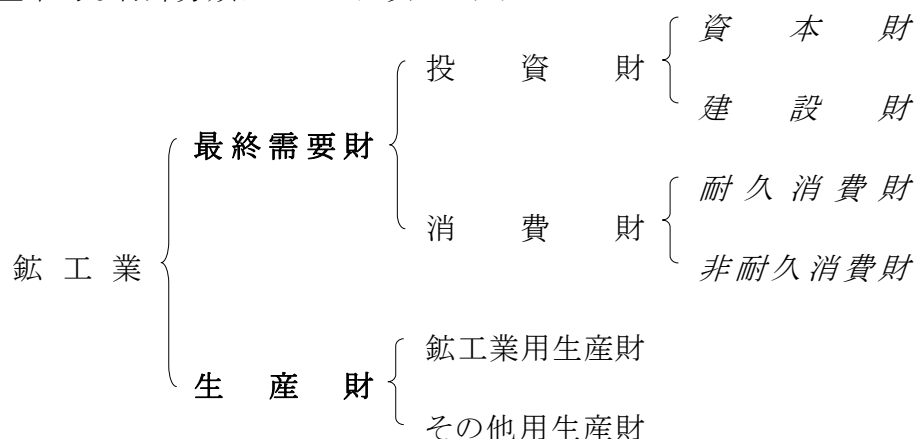 資本財
投資財
建設財
最終需要財
耐久消費財
消費財
鉱工業
非耐久消費財
鉱工業用生産財
生産財
その他用生産財